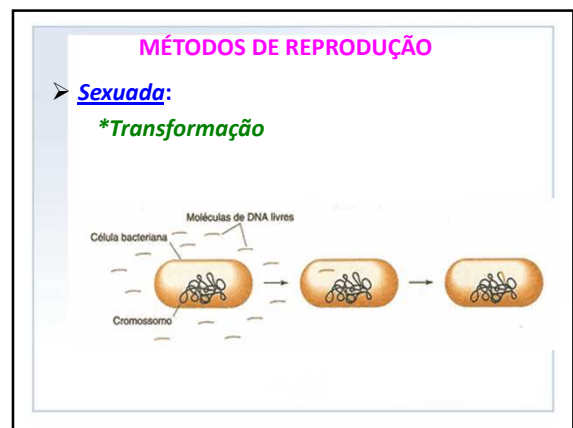 MÉTODOS DE REPRODUÇÃO
➢ Sexuada:
*Transformação
Moléculas de DNA livres
Célula bacteriana
Cromossomo